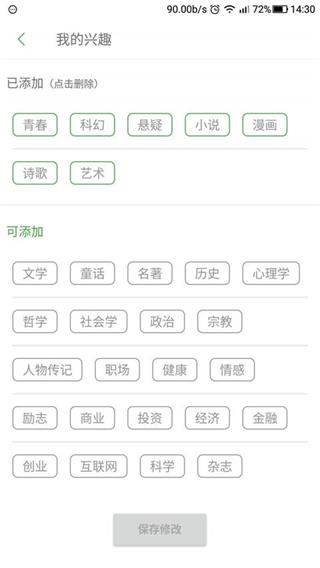 90.00b/s 72% 14:30
我的兴趣
已添加（点击删除）
青春 科幻 悬疑 小说 漫画
诗歌 艺术
可添加
文学 童话 名著 历史 心理学
哲学 社会学 政治 宗教
人物传记 职场 健康 情感
励志 商业 投资 经济 金融
创业 互联网 科学 杂志
保存修改